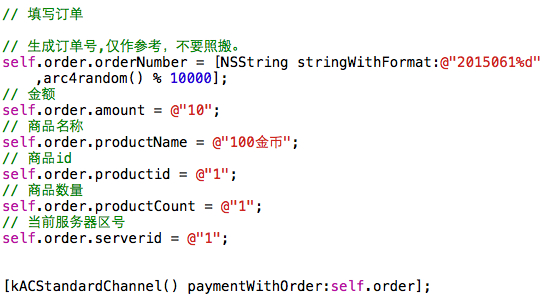 // 填写订单
// 生成订单号,仅作参考，不要照搬。
self.order.orderNumber = [NSString stringWithFormat:@"2015061%d"
,arc4random() % 10000];
// 金额
self.order.amount = @"10";
// 商品名称
self.order.productName = @"100金币";
// 商品id
self.order.productid = @"1";
// 商品数量
self.order.productCount = @"1";
// 当前服务器区号
self.order.serverid = @"1";
[kACStandardChannel() paymentWithOrder:self.order];